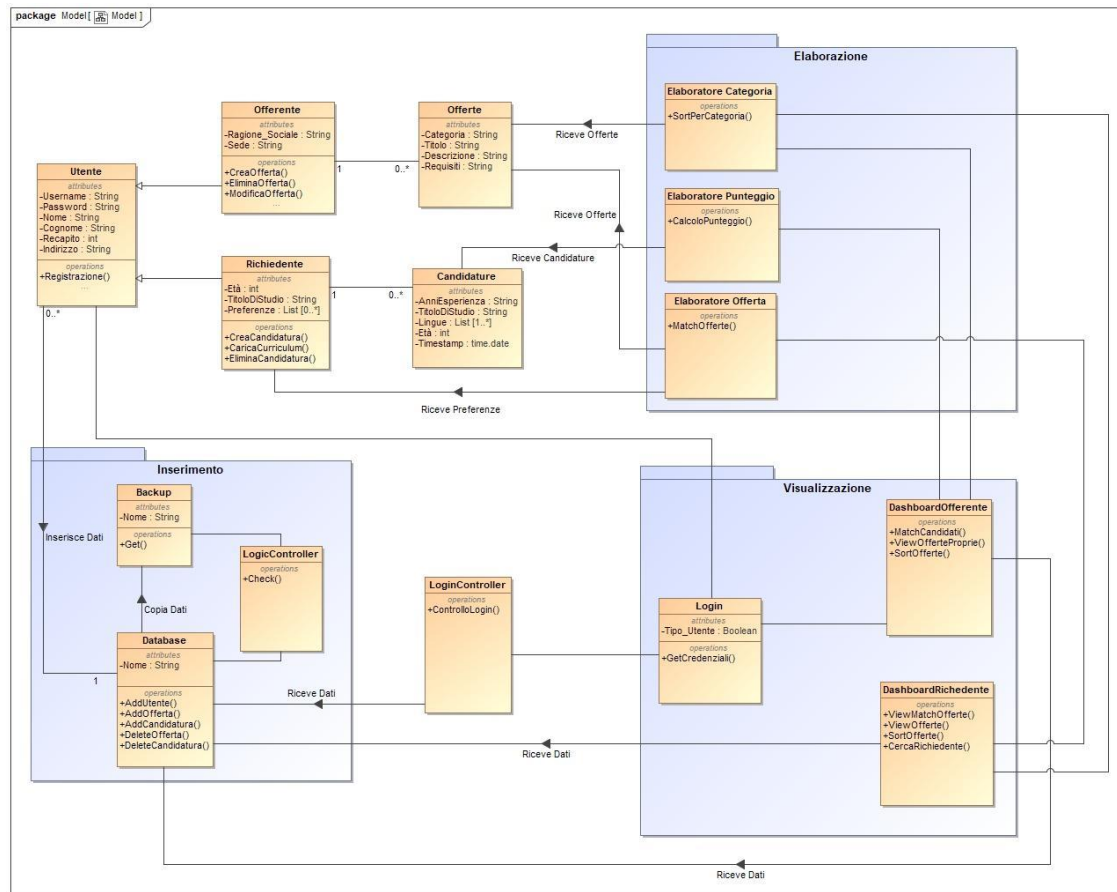 package Model [ Model ]
Elaborazione
Elaboratore Categoria
operations
+SortPerCategoria()
Offerente
attributes
-Ragione_Sociale : String
-Sede : String
operations
+CreaOfferta()
+EliminaOfferta()
+ModificaOfferta()
...
Offerte
attributes
-Categoria : String
-Titolo : String
-Descrizione : String
-Requisiti : String
Riceve Offerte
1
0..*
Utente
attributes
-Username : String
-Password : String
-Nome : String
-Cognome : String
-Recapito : int
-Indirizzo : String
operations
+Registrazione()
...
0..*
Elaboratore Punteggio
operations
+CalcoloPunteggio()
Riceve Offerte
Riceve Candidature
Richiedente
attributes
-Età : int
-TitoloDiStudio : String
-Preferenze : List [0..*]
operations
+CreaCandidatura()
+CaricaCurriculum()
+EliminaCandidatura()
1
0..*
Candidature
attributes
-AnniEsperienza : String
-TitoloDiStudio : String
-Lingue : List [1..*]
-Età : int
-Timestamp : time.date
Elaboratore Offerta
operations
+MatchOfferte()
Riceve Preferenze
Inserimento
Backup
attributes
-Nome : String
operations
+Get()
Inserisce Dati
LogicController
operations
+Check()
Copia Dati
Database
attributes
-Nome : String
operations
+AddUtente()
+AddOfferta()
+AddCandidatura()
+DeleteOfferta()
+DeleteCandidatura()
1
Riceve Dati
LoginController
operations
+ControlloLogin()
Visualizzazione
DashboardOfferente
operations
+MatchCandidati()
+ViewOfferteProprie()
+SortOfferte()
Login
attributes
-Tipo_Utente : Boolean
operations
+GetCredenziali()
DashboardRichedente
operations
+ViewMatchOfferte()
+ViewOfferte()
+SortOfferte()
+CercaRichiedente()
Riceve Dati
Riceve Dati